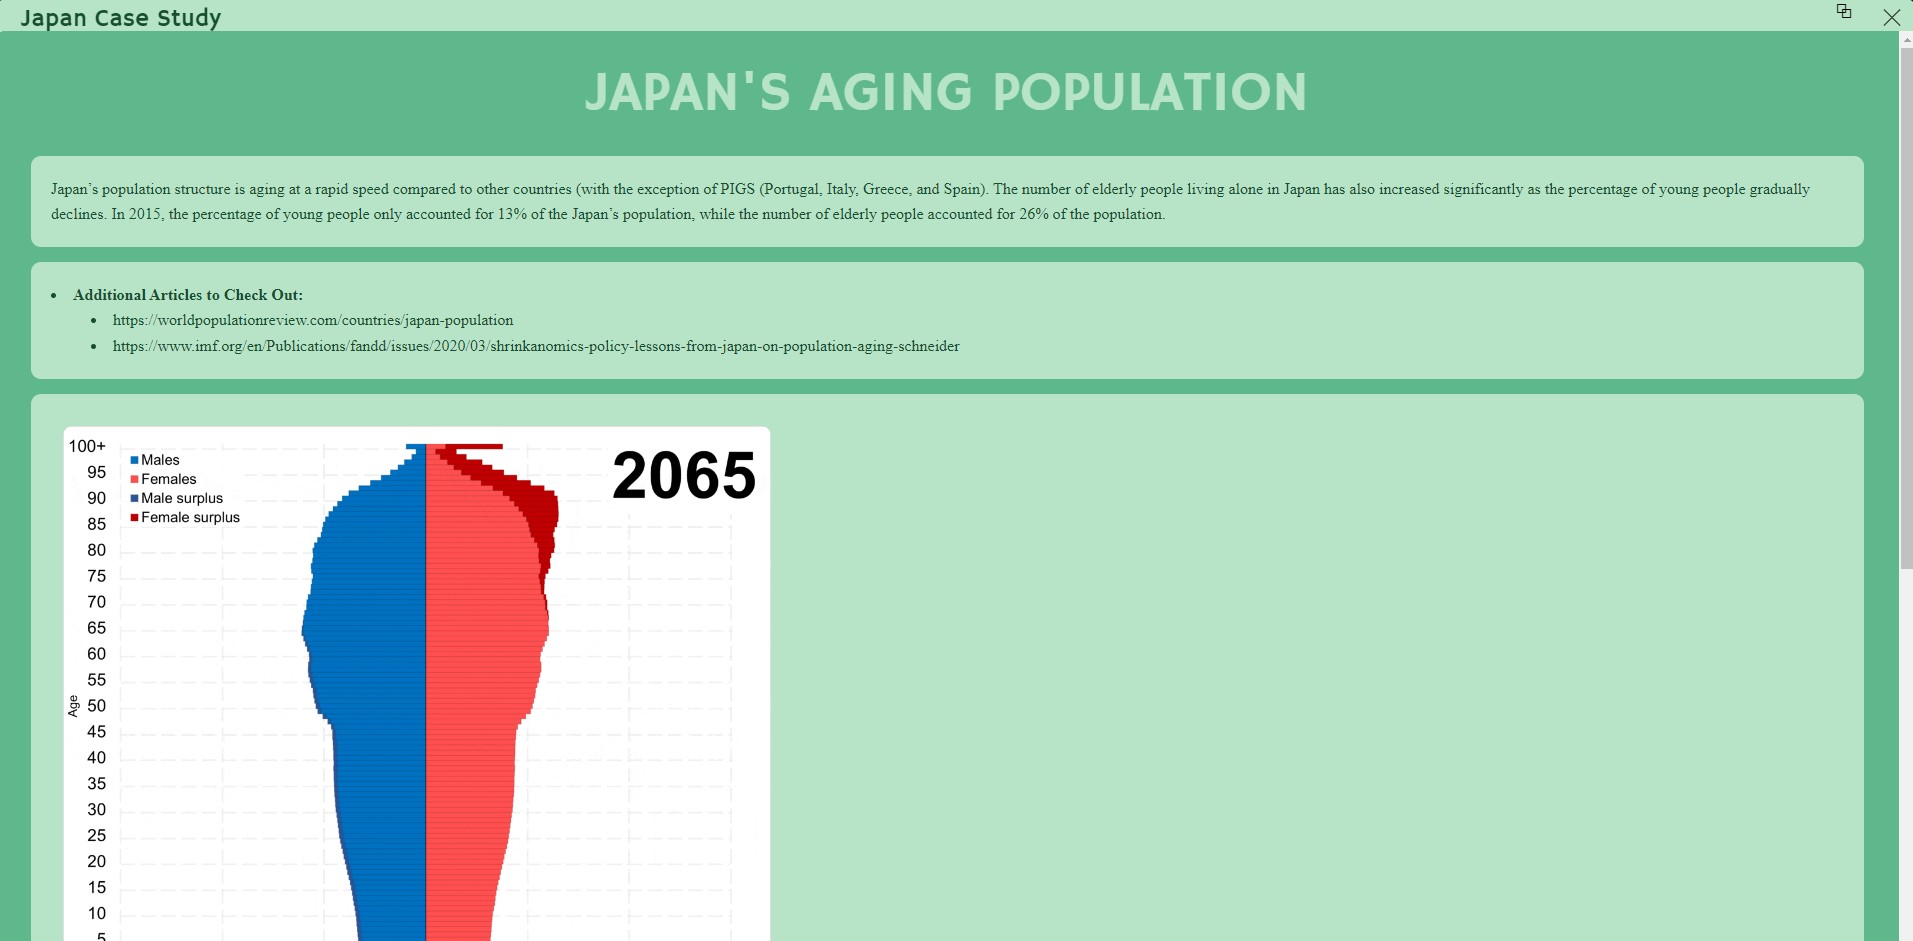 Japan Case Study
JAPAN'S AGING POPULATION
Japan’s population structure is aging at a rapid speed compared to other countries (with the exception of PIGS (Portugal, Italy, Greece, and Spain). The number of elderly people living alone in Japan has also increased significantly as the percentage of young people gradually
declines. In 2015, the percentage of young people only accounted for 13% of the Japan’s population, while the number of elderly people accounted for 26% of the population.
• Additional Articles to Check Out:
• https://worldpopulationreview.com/countries/japan-population
• https://www.imf.org/en/Publications/fandd/issues/2020/03/shrinkanomics-policy-lessons-from-japan-on-population-aging-schneider
2065
Males
Females
Male surplus
Female surplus
100+
95
90
85
80
75
70
65
60
55
50
45
40
35
30
25
20
15
10
5
Age